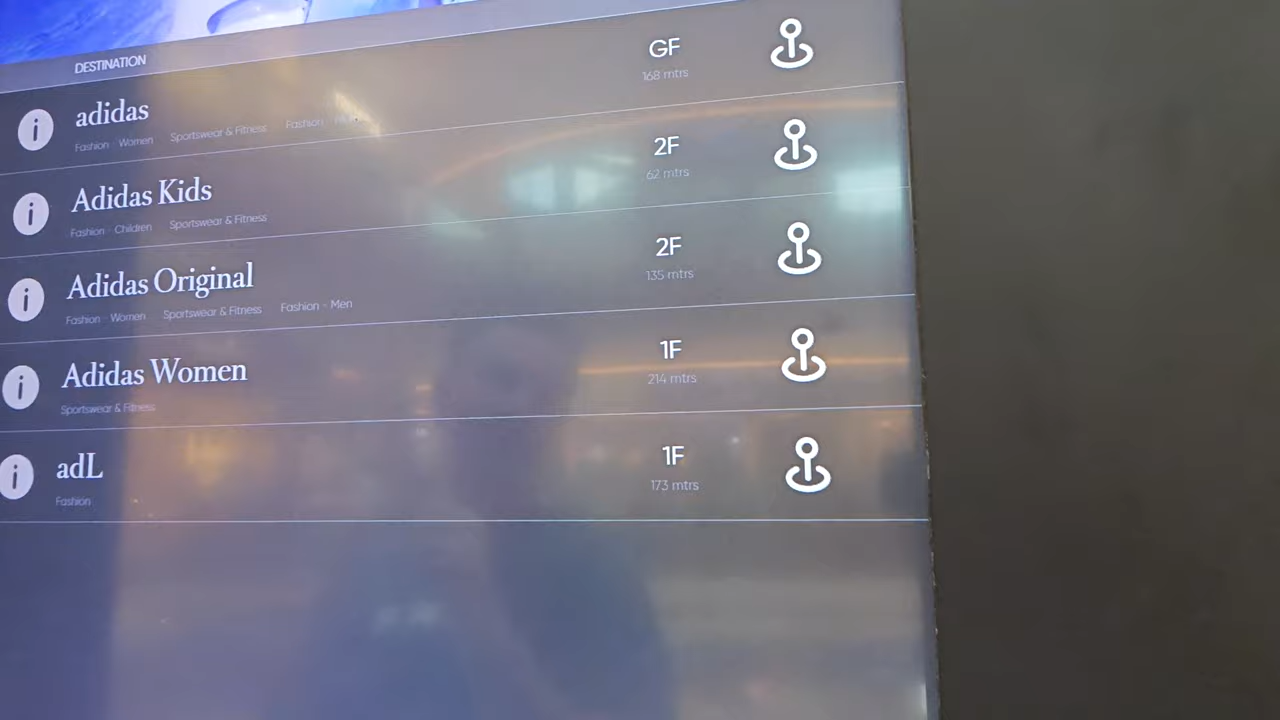 DESTINATION
adidas
Fashion - Women Sportswear & Fitness Fashion
GF
168 mtrs
Adidas Kids
Fashion - Children Sportswear & Fitness
2F
62 mtrs
Adidas Original
Fashion - Women Sportswear & Fitness Fashion - Men
2F
135 mtrs
Adidas Women
Sportswear & Fitness
1F
214 mtrs
adL
Fashion
1F
173 mtrs